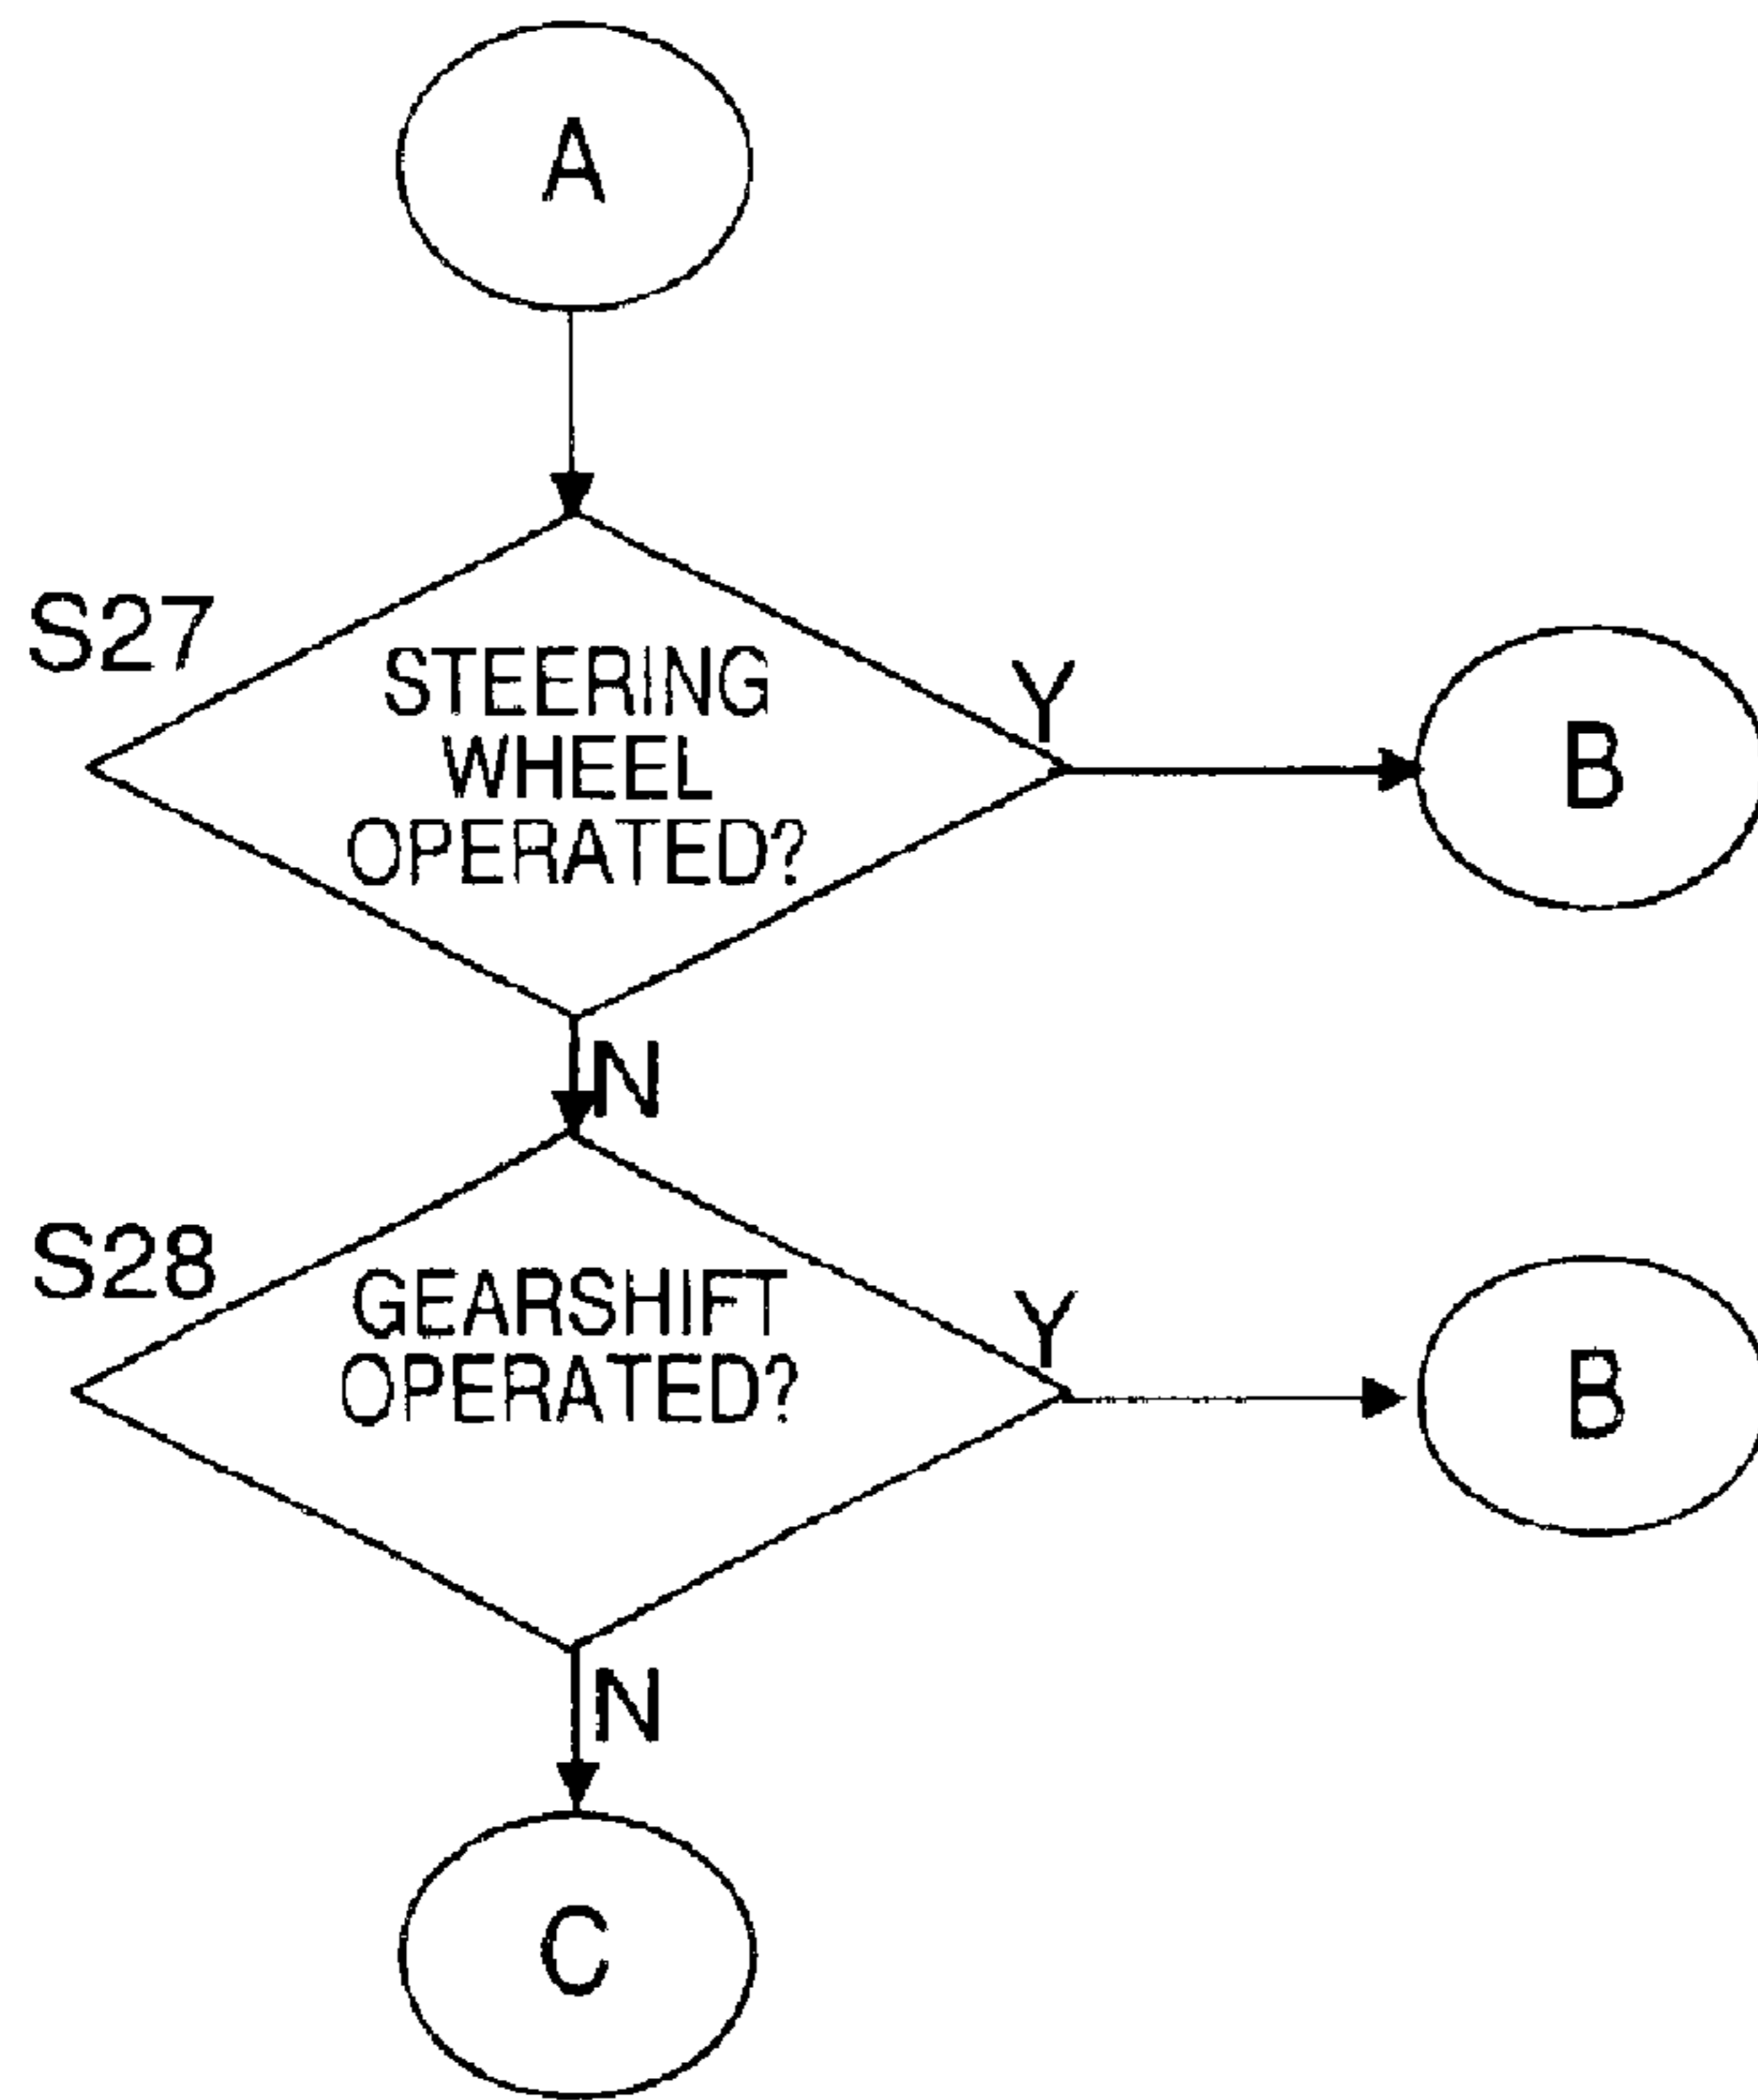 A
S27
STEERING
WHEEL
OPERATED?
Y
B
N
S28
GEARSHIFT
OPERATED?
Y
B
N
C